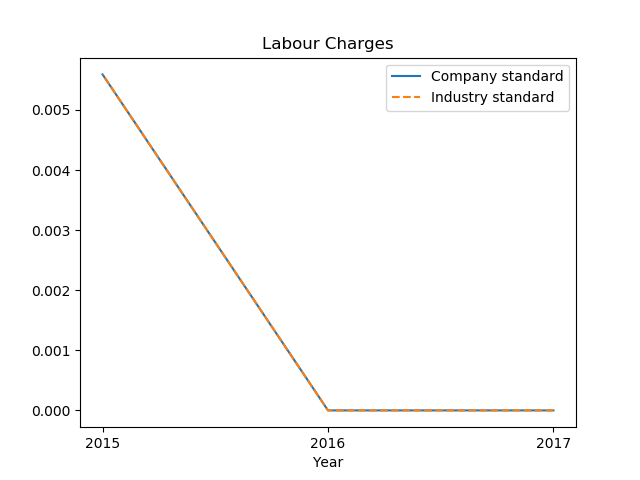 Labour Charges
Company standard
Industry standard
0.005
0.004
0.003
0.002
0.001
0.000
2015 2016 2017
Year